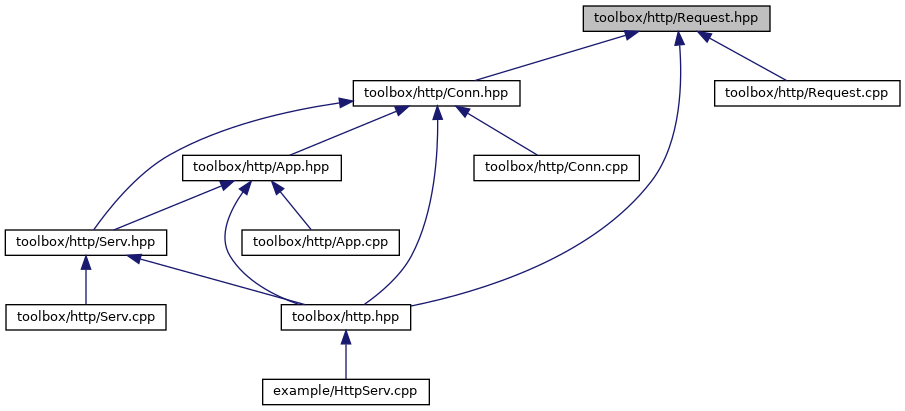 toolbox/http/Request.hpp
toolbox/http/Conn.hpp
toolbox/http/Request.cpp
toolbox/http/App.hpp
toolbox/http/Conn.cpp
toolbox/http/Serv.hpp
toolbox/http/App.cpp
toolbox/http/Serv.cpp
toolbox/http.hpp
example/HttpServ.cpp